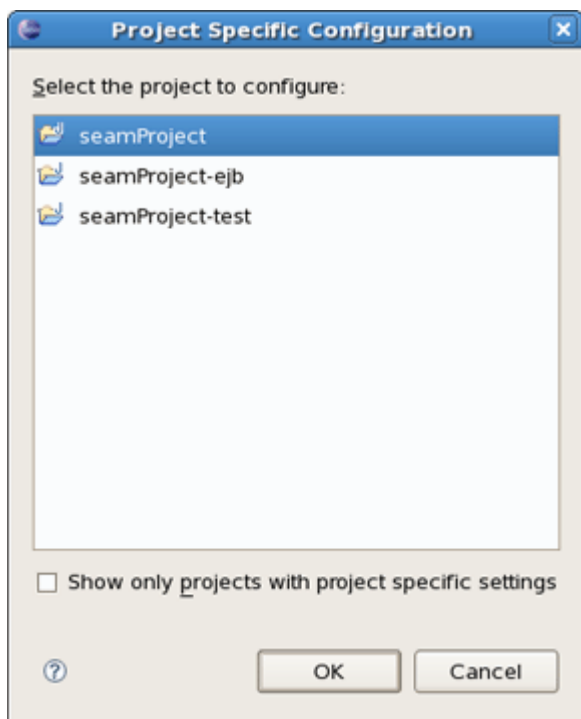 Project Specific Configuration
Select the project to configure:
seamProject
seamProject-ejb
seamProject-test
Show only projects with project specific settings
OK
Cancel